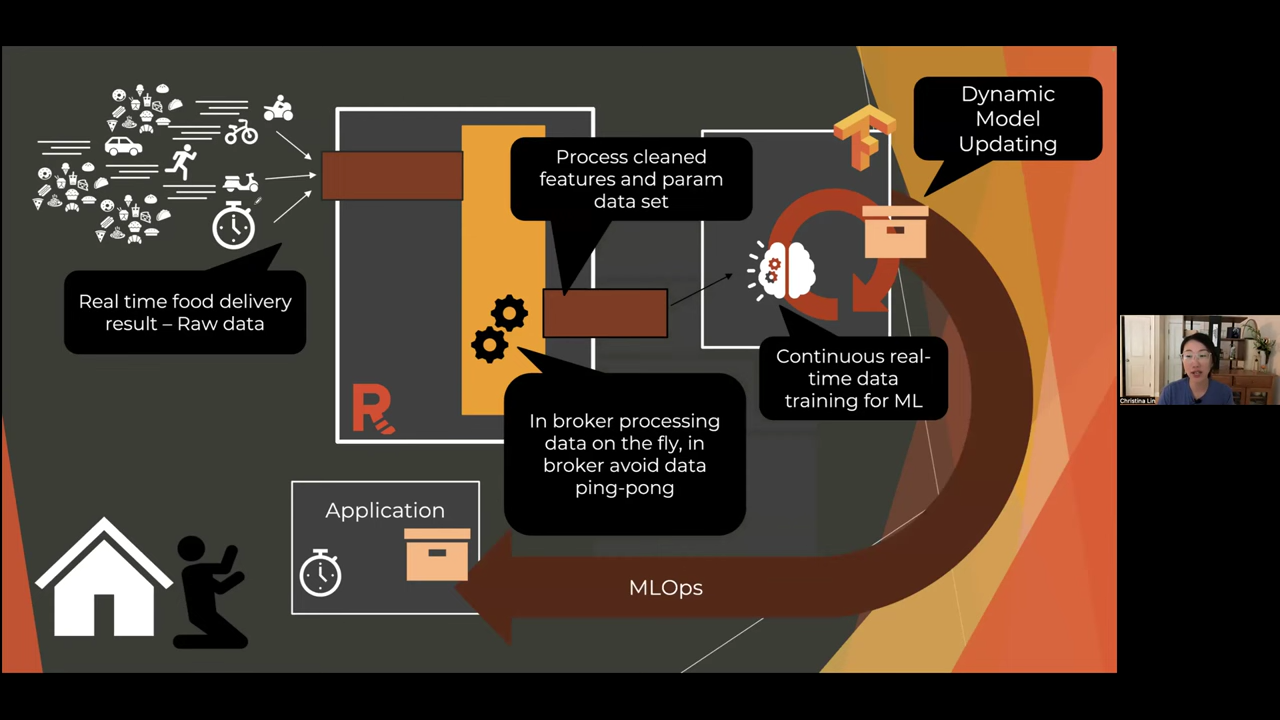 Dynamic
Model
Updating
Process cleaned
features and param
data set
Real time food delivery
result – Raw data
Continuous real-
time data
training for ML
In broker processing
data on the fly, in
broker avoid data
ping-pong
Application
MLOps
Christina Lin